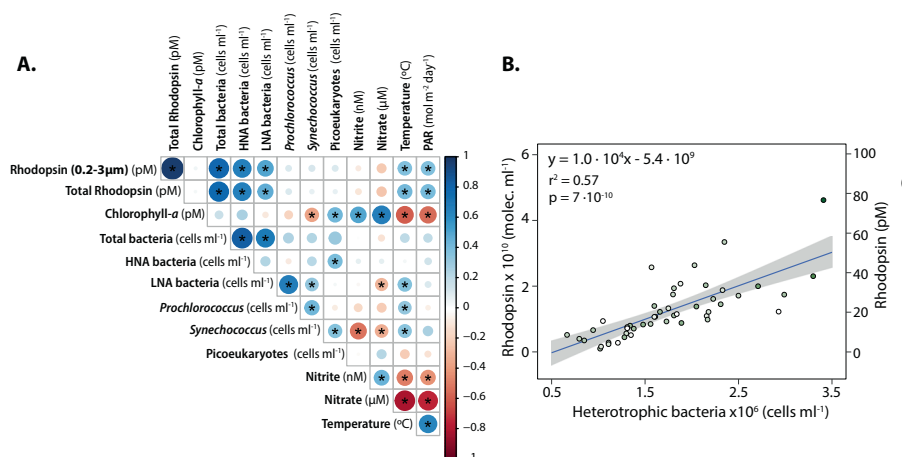 A.
B.
Total Rhodopsin (pM)
Chlorophyll-a (pM)
Total bacteria (cells ml-1)
HNA bacteria (cells ml-1)
LNA bacteria (cells ml-1)
Prochlorococcus (cells ml-1)
Synechococcus (cells ml-1)
Picoeukaryotes (cells ml-1)
Nitrite (nM)
Nitrate (µM)
Temperature (ºC)
PAR (mol m-2 day-1)
Rhodopsin (0.2-3µm) (pM)
Total Rhodopsin (pM)
Chlorophyll-a (pM)
Total bacteria (cells ml-1)
HNA bacteria (cells ml-1)
LNA bacteria (cells ml-1)
Prochlorococcus (cells ml-1)
Synechococcus (cells ml-1)
Picoeukaryotes (cells ml-1)
Nitrite (nM)
Nitrate (µM)
Temperature (ºC)
1
0.8
0.6
0.4
0.2
0
−0.2
−0.4
−0.6
−0.8
−1
y = 1.0 · 10⁴x - 5.4 · 10⁹
r² = 0.57
p = 7·10⁻¹⁰
Rhodopsin x 10¹⁰ (molec. ml⁻¹)
6
4
2
0
100
80
60
40
20
0
Rhodopsin (pM)
0.5 1.5 2.5 3.5
Heterotrophic bacteria x10⁶ (cells ml⁻¹)